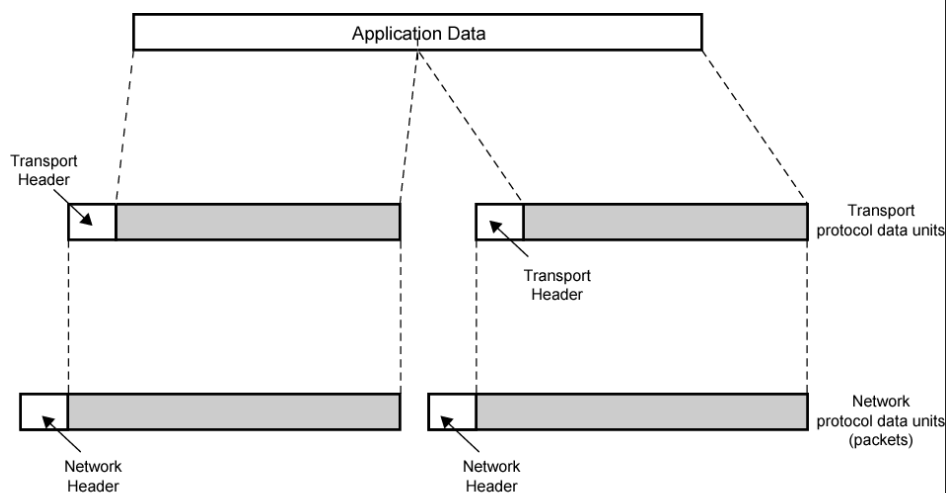 Application Data
Transport
Header
Transport
protocol data units
Transport
Header
Network
protocol data units
(packets)
Network
Header
Network
Header